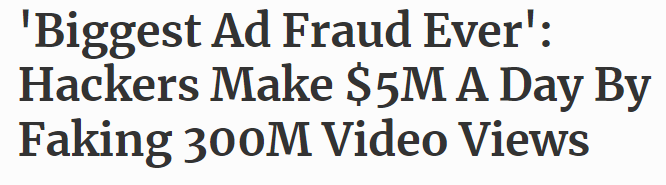 'Biggest Ad Fraud Ever':
Hackers Make $5M A Day By
Faking 300M Video Views